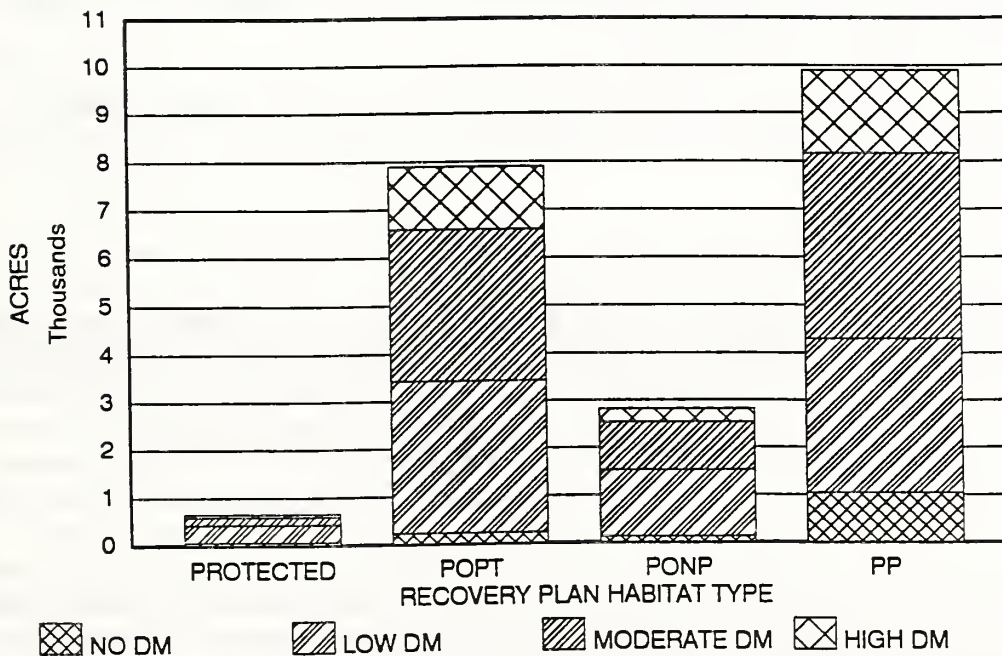 11
10
9
8
7
6
5
4
3
2
1
0
ACRES
Thousands
PROTECTED
POPT
PONP
PP
RECOVERY PLAN HABITAT TYPE
NO DM
LOW DM
MODERATE DM
HIGH DM